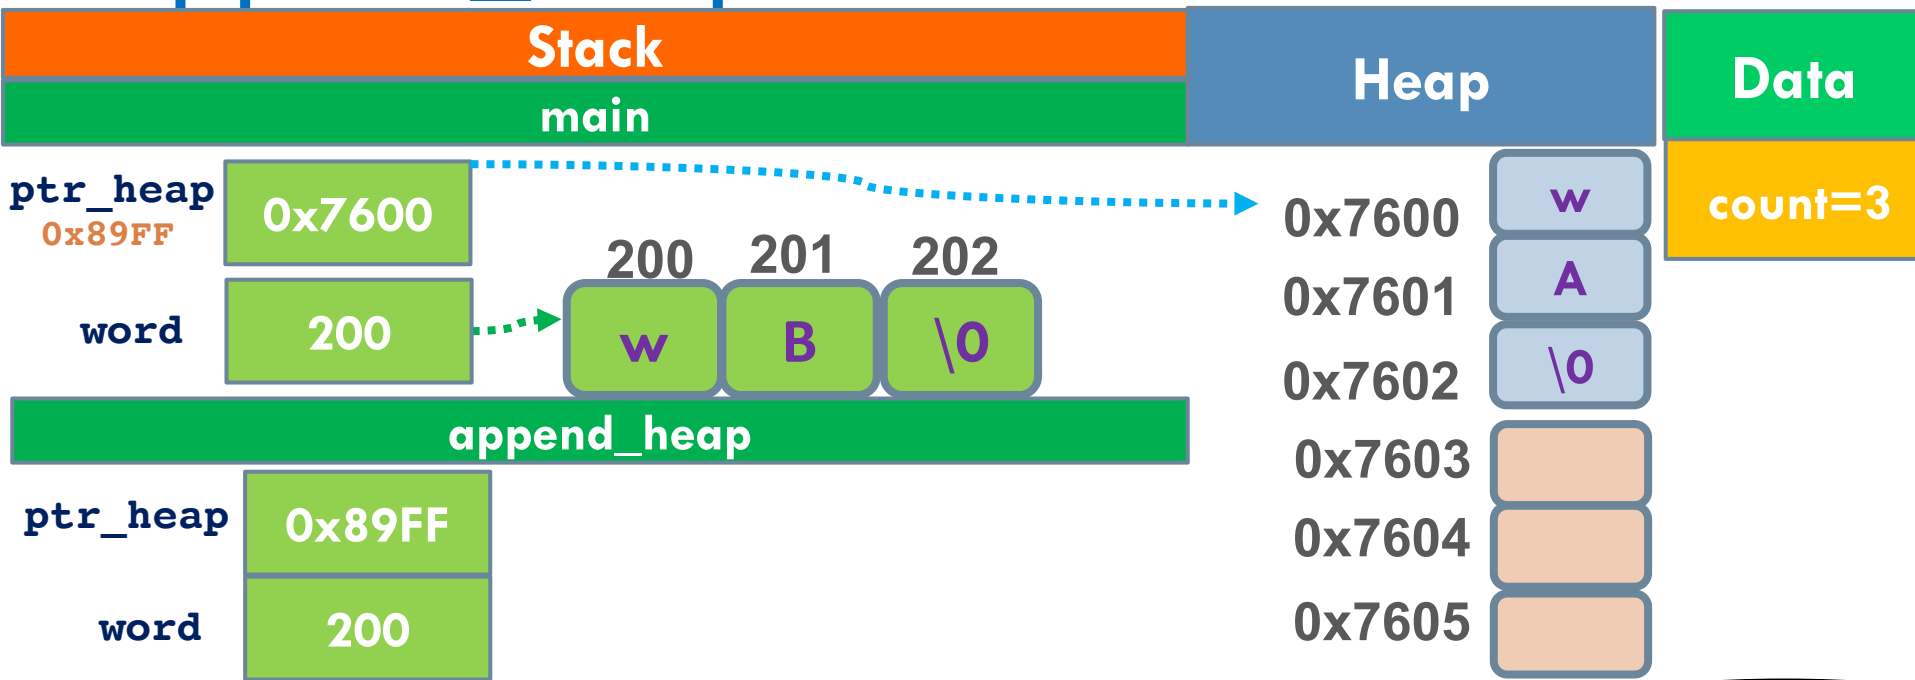 Stack
Heap
Data
main
ptr_heap
0x89FF
0x7600
word
200
200 201 202
w B \0
0x7600 w
0x7601 A
0x7602 \0
0x7603
0x7604
0x7605
count=3
append_heap
ptr_heap 0x89FF
word 200